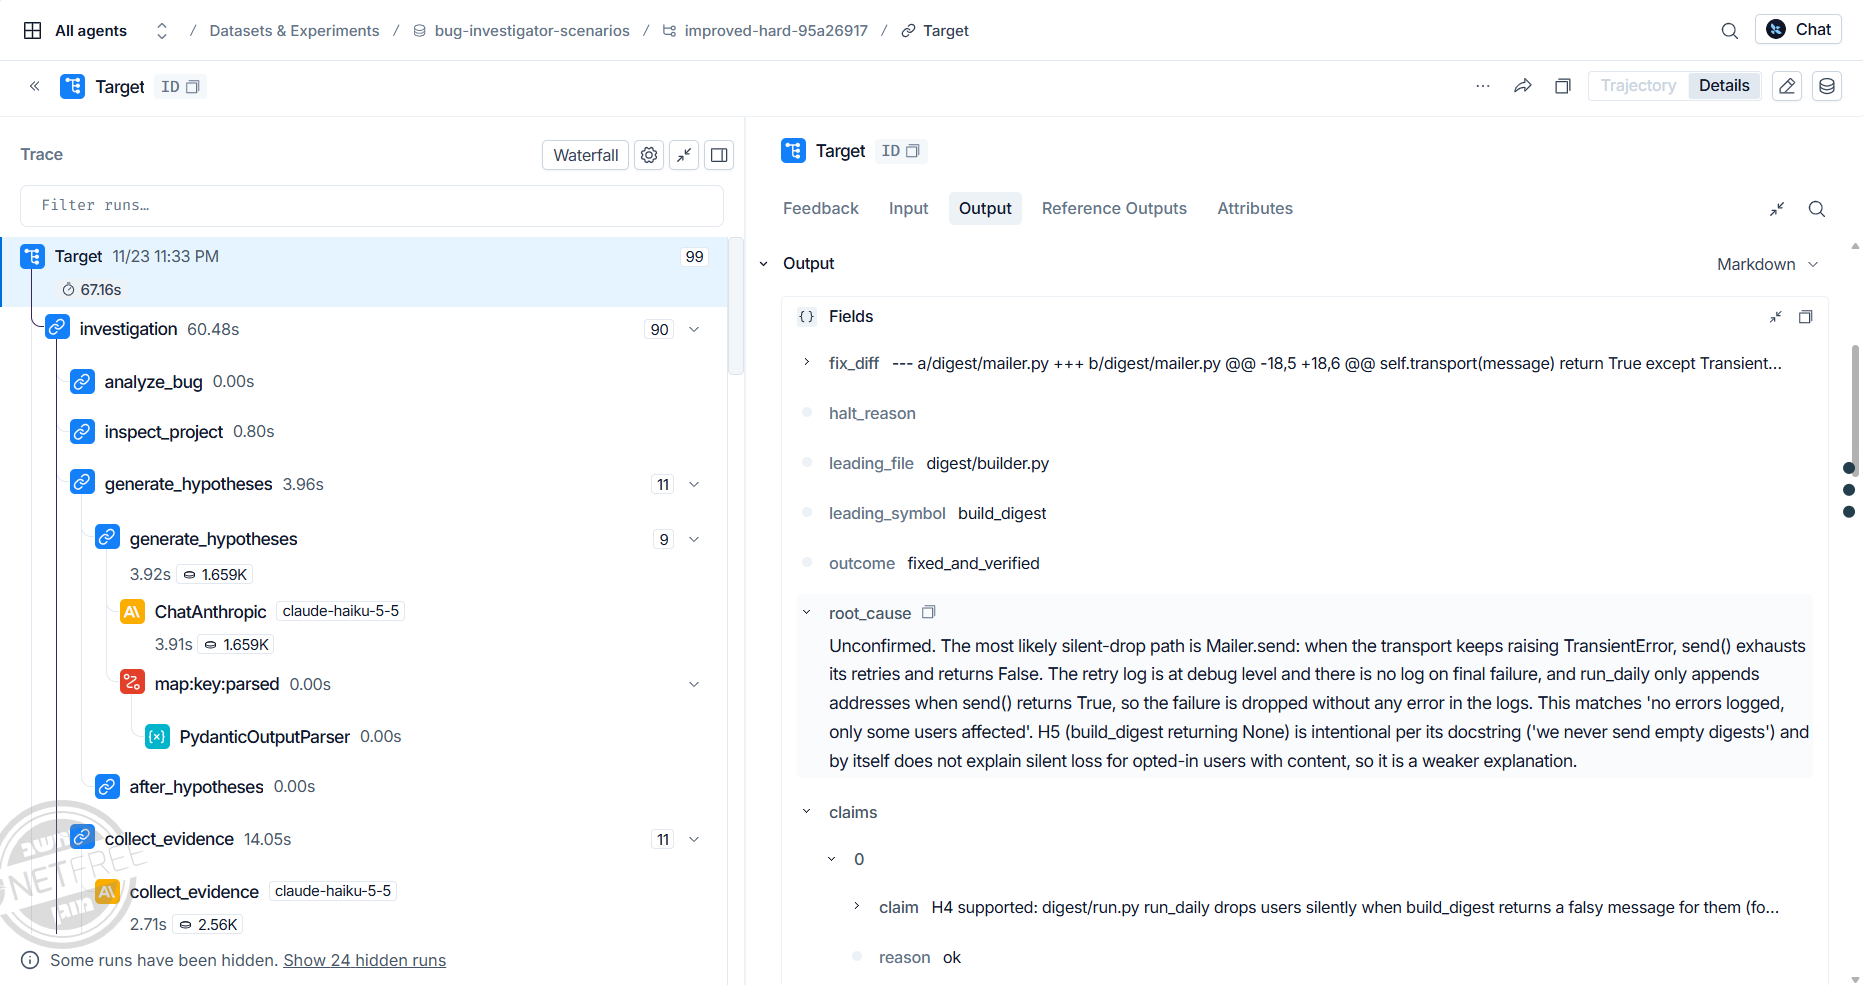 All agents / Datasets & Experiments / bug-investigator-scenarios / improved-hard-95a26917 / Target
Chat
Target ID
Trajectory Details
Trace
Waterfall
Filter runs…
Target 11/23 11:33 PM 99
67.16s
investigation 60.48s 90
analyze_bug 0.00s
inspect_project 0.80s
generate_hypotheses 3.96s 11
generate_hypotheses 9
3.92s 1.659K
ChatAnthropic claude-haiku-5-5
3.91s 1.659K
map:key:parsed 0.00s
PydanticOutputParser 0.00s
after_hypotheses 0.00s
collect_evidence 14.05s 11
collect_evidence claude-haiku-5-5
2.71s 2.56K
Some runs have been hidden. Show 24 hidden runs
NETFREE
Target ID
Feedback Input Output Reference Outputs Attributes
Output Markdown
{} Fields
fix_diff --- a/digest/mailer.py +++ b/digest/mailer.py @@ -18,5 +18,6 @@ self.transport(message) return True except Transient...
halt_reason
leading_file digest/builder.py
leading_symbol build_digest
outcome fixed_and_verified
root_cause
Unconfirmed. The most likely silent-drop path is Mailer.send: when the transport keeps raising TransientError, send() exhausts
its retries and returns False. The retry log is at debug level and there is no log on final failure, and run_daily only appends
addresses when send() returns True, so the failure is dropped without any error in the logs. This matches 'no errors logged,
only some users affected'. H5 (build_digest returning None) is intentional per its docstring ('we never send empty digests') and
by itself does not explain silent loss for opted-in users with content, so it is a weaker explanation.
claims
0
claim H4 supported: digest/run.py run_daily drops users silently when build_digest returns a falsy message for them (fo...
reason ok